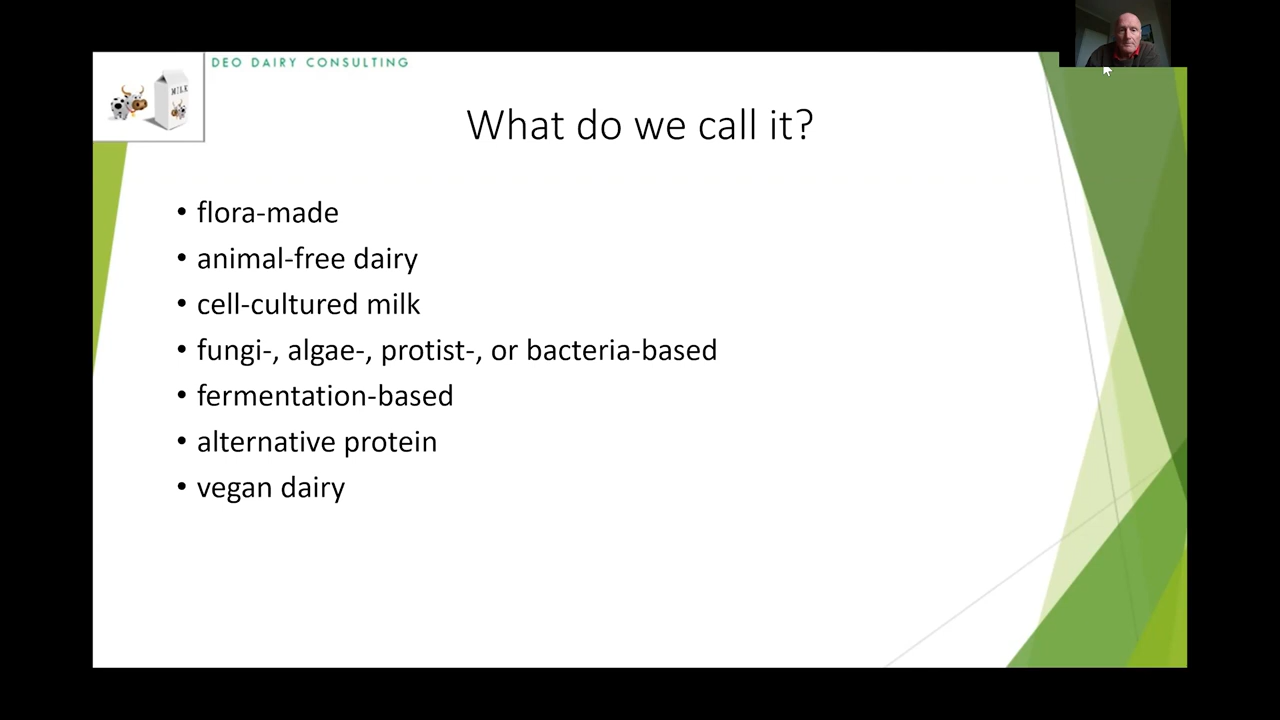 DEO DAIRY CONSULTING
MILK
What do we call it?
• flora-made
• animal-free dairy
• cell-cultured milk
• fungi-, algae-, protist-, or bacteria-based
• fermentation-based
• alternative protein
• vegan dairy